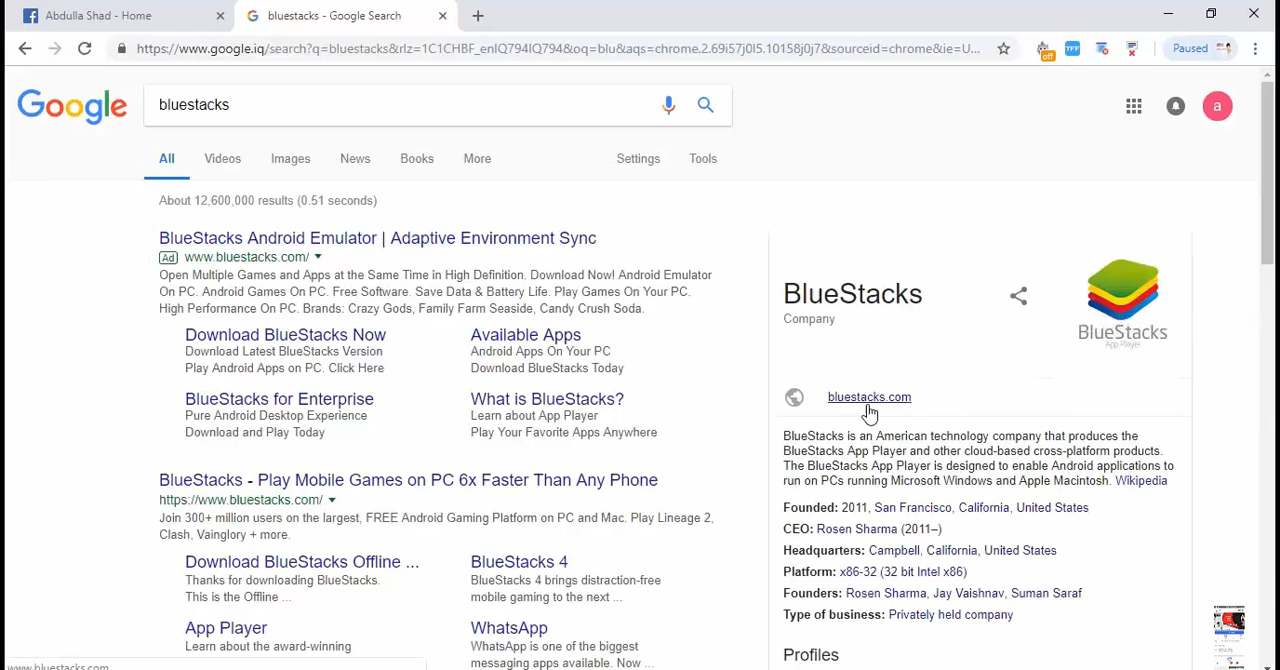 Abdulla Shad - Home
bluestacks - Google Search
https://www.google.iq/search?q=bluestacks&rlz=1C1CHBF_enIQ794IQ794&oq=blu&aqs=chrome.2.69i57j0l5.10158j0j7&sourceid=chrome&ie=U...
off
TFF
Paused
Google
bluestacks
a
All
Videos
Images
News
Books
More
Settings
Tools
About 12,600,000 results (0.51 seconds)
BlueStacks Android Emulator | Adaptive Environment Sync
Ad www.bluestacks.com/
Open Multiple Games and Apps at the Same Time in High Definition. Download Now! Android Emulator
On PC. Android Games On PC. Free Software. Save Data & Battery Life. Play Games On Your PC.
High Performance On PC. Brands: Crazy Gods, Family Farm Seaside, Candy Crush Soda.
Download BlueStacks Now
Download Latest BlueStacks Version
Play Android Apps on PC. Click Here
Available Apps
Android Apps On Your PC
Download BlueStacks Today
BlueStacks for Enterprise
Pure Android Desktop Experience
Download and Play Today
What is BlueStacks?
Learn about App Player
Play Your Favorite Apps Anywhere
BlueStacks - Play Mobile Games on PC 6x Faster Than Any Phone
https://www.bluestacks.com/
Join 300+ million users on the largest, FREE Android Gaming Platform on PC and Mac. Play Lineage 2,
Clash, Vainglory + more.
Download BlueStacks Offline ...
Thanks for downloading BlueStacks.
This is the Offline ...
BlueStacks 4
BlueStacks 4 brings distraction-free
mobile gaming to the next ...
App Player
Learn about the award-winning
WhatsApp
WhatsApp is one of the biggest
messaging apps available. Now ...
BlueStacks
Company
BlueStacks
App Player
bluestacks.com
BlueStacks is an American technology company that produces the
BlueStacks App Player and other cloud-based cross-platform products.
The BlueStacks App Player is designed to enable Android applications to
run on PCs running Microsoft Windows and Apple Macintosh. Wikipedia
Founded: 2011, San Francisco, California, United States
CEO: Rosen Sharma (2011–)
Headquarters: Campbell, California, United States
Platform: x86-32 (32 bit Intel x86)
Founders: Rosen Sharma, Jay Vaishnav, Suman Saraf
Type of business: Privately held company
Profiles
www.bluestacks.com